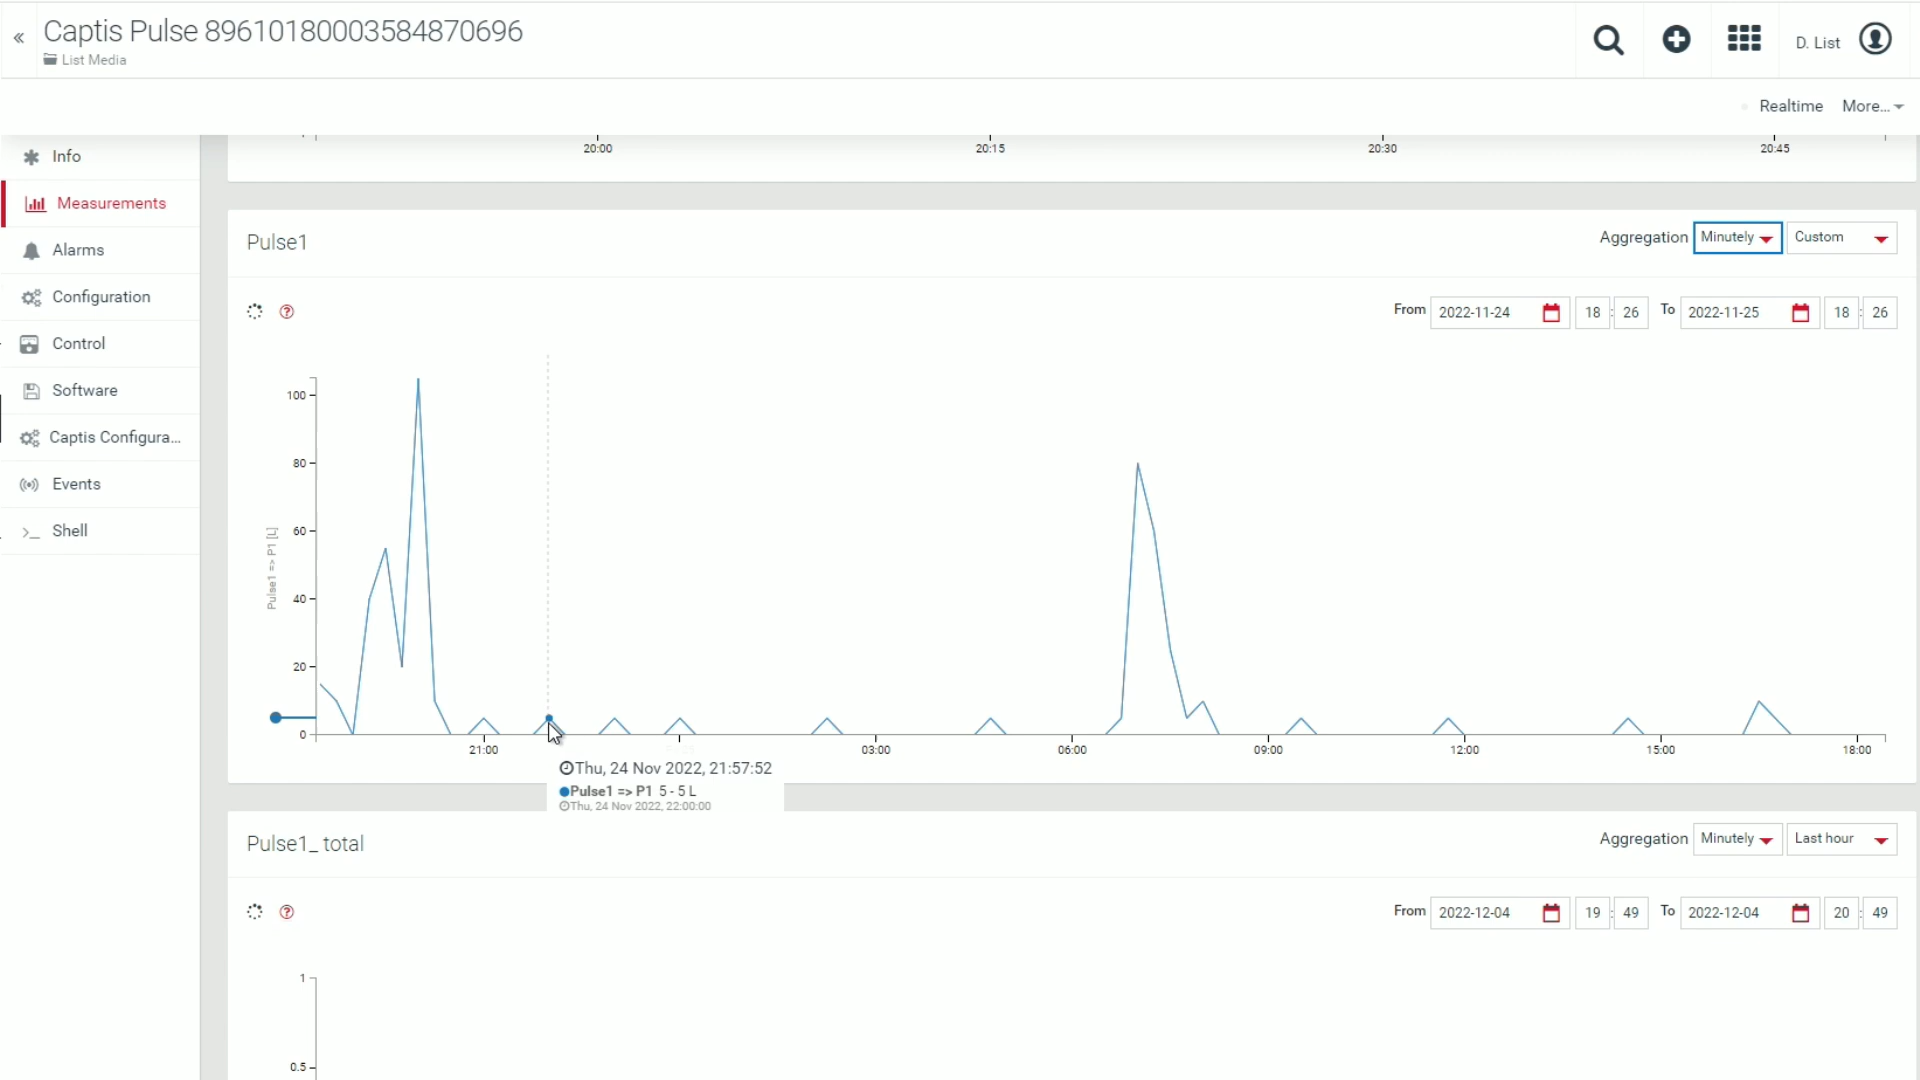 Captis Pulse 89610180003584870696
List Media
D. List
Realtime More...
Info
Measurements
Alarms
Configuration
Control
Software
Captis Configura...
Events
Shell
20:00 20:15 20:30 20:45
Pulse1
Aggregation Minutely Custom
From 2022-11-24 18 : 26 To 2022-11-25 18 : 26
Pulse1 => P1 [L]
100
80
60
40
20
0
21:00 03:00 06:00 09:00 12:00 15:00 18:00
Thu, 24 Nov 2022, 21:57:52
Pulse1 => P1 5 - 5 L
Thu, 24 Nov 2022, 22:00:00
Pulse1_ total
Aggregation Minutely Last hour
From 2022-12-04 19 : 49 To 2022-12-04 20 : 49
1
0.5